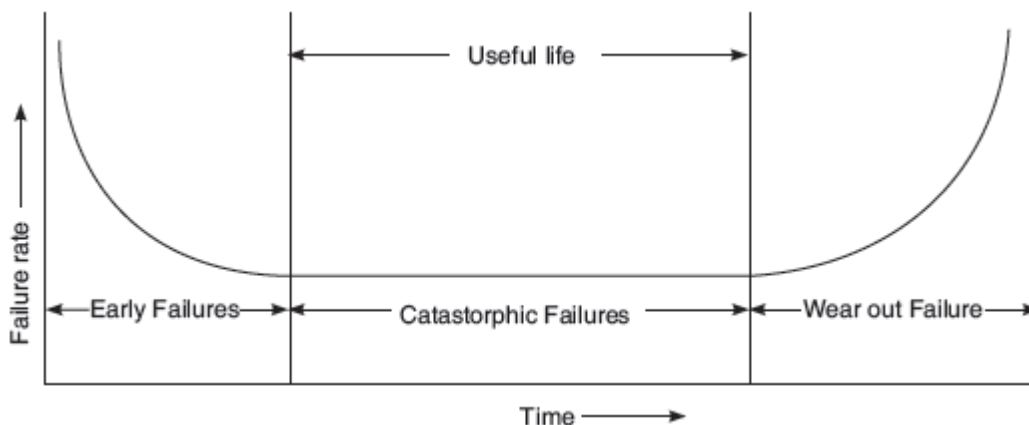 Useful life
Failure rate
Early Failures
Catastorphic Failures
Wear out Failure
Time